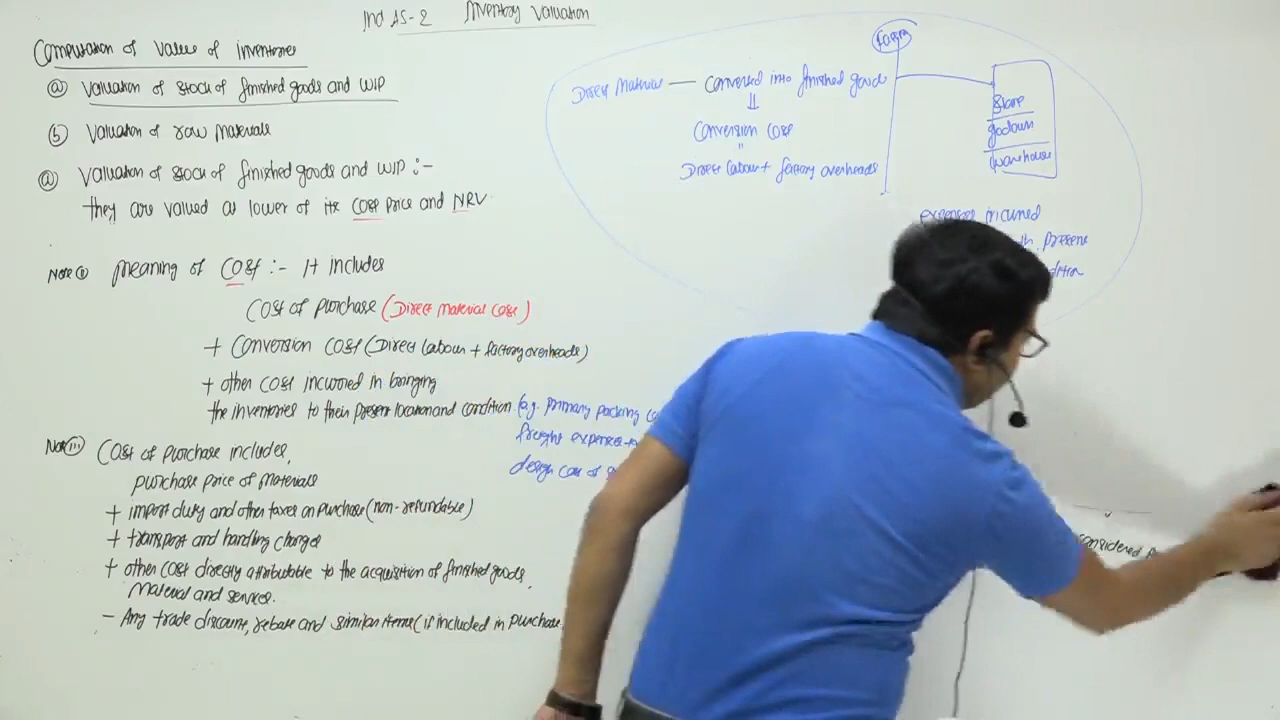 Ind AS-2 Inventory Valuation
Computation of Value of inventories
(a) Valuation of stock of finished goods and WIP
(b) Valuation of raw materials
(a) Valuation of stock of finished goods and WIP :-
they are valued at lower of its cost price and NRV
Note (i) Meaning of Cost :- It includes
Cost of purchase (Direct material cost)
+ Conversion cost (Direct labour + factory overheads)
+ other cost incurred in bringing
the inventories to their present location and condition. (e.g. primary packing
freight expenses
design cost of
Note (ii) Cost of purchase includes,
purchase price of materials
+ import duty and other taxes on purchase (non-refundable)
+ transport and handling charges
+ other cost directly attributable to the acquisition of finished goods,
material and services.
- Any trade discount, rebate and similar items (is included in purchase
Direct Material — converted into finished goods
Conversion cost
Direct labour + factory overheads
Store
godown
warehouse
expenses incurred
present
considered